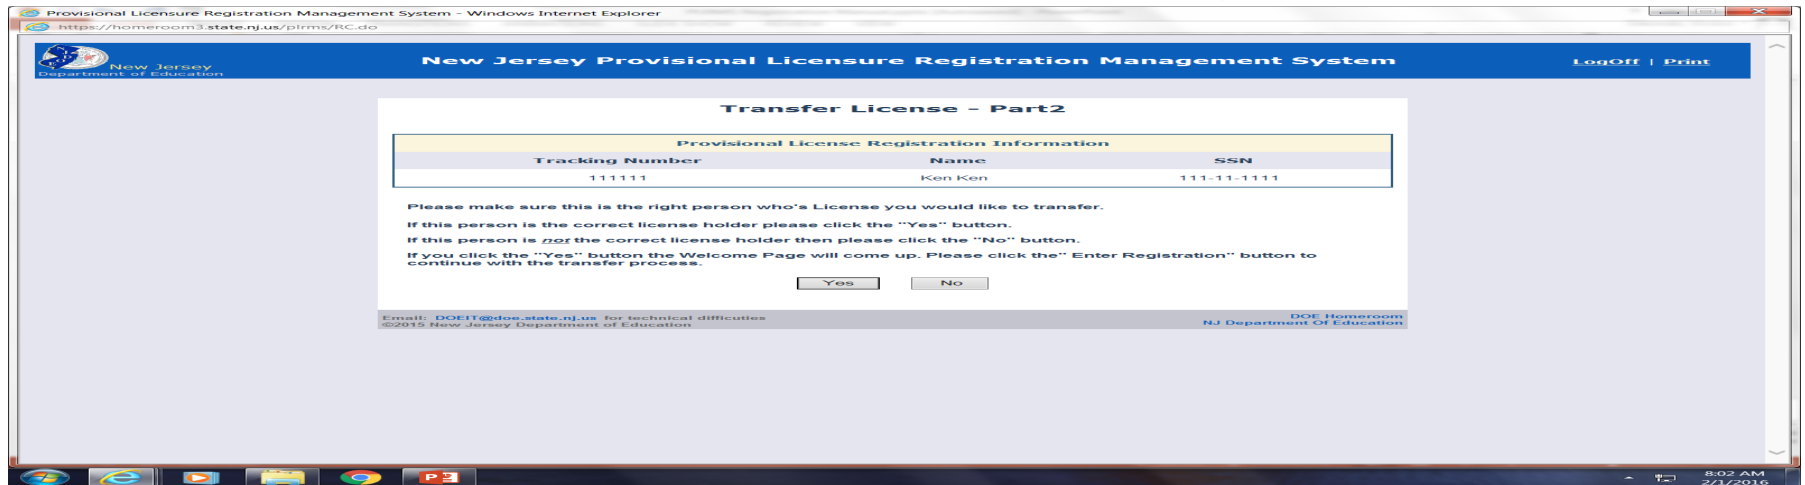 Provisional Licensure Registration Management System - Windows Internet Explorer
https://homeroom3.state.nj.us/plrms/RC.do
New Jersey
Department of Education
New Jersey Provisional Licensure Registration Management System
LogOff | Print
Transfer License - Part2
Provisional License Registration Information
Tracking Number Name SSN
111111 Ken Ken 111-11-1111
Please make sure this is the right person who's License you would like to transfer.
If this person is the correct license holder please click the "Yes" button.
If this person is not the correct license holder then please click the "No" button.
If you click the "Yes" button the Welcome Page will come up. Please click the" Enter Registration" button to
continue with the transfer process.
Yes No
Email: DOEIT@doe.state.nj.us for technical difficuties
©2015 New Jersey Department of Education
DOE Homeroom
NJ Department Of Education
8:02 AM
2/1/2016